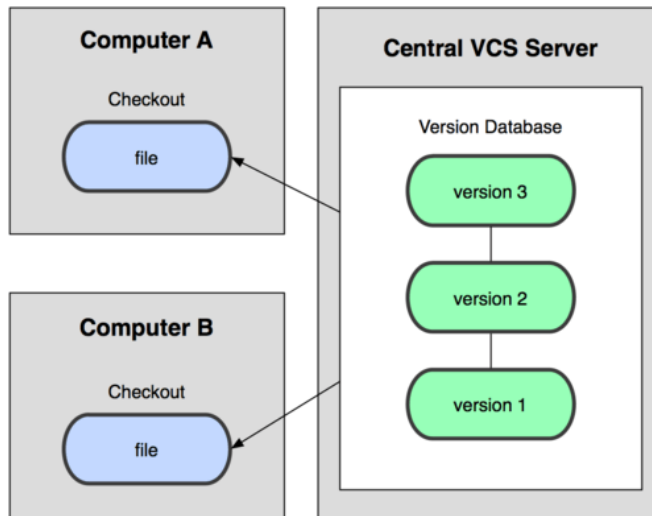 Computer A
Checkout
file
Computer B
Checkout
file
Central VCS Server
Version Database
version 3
version 2
version 1